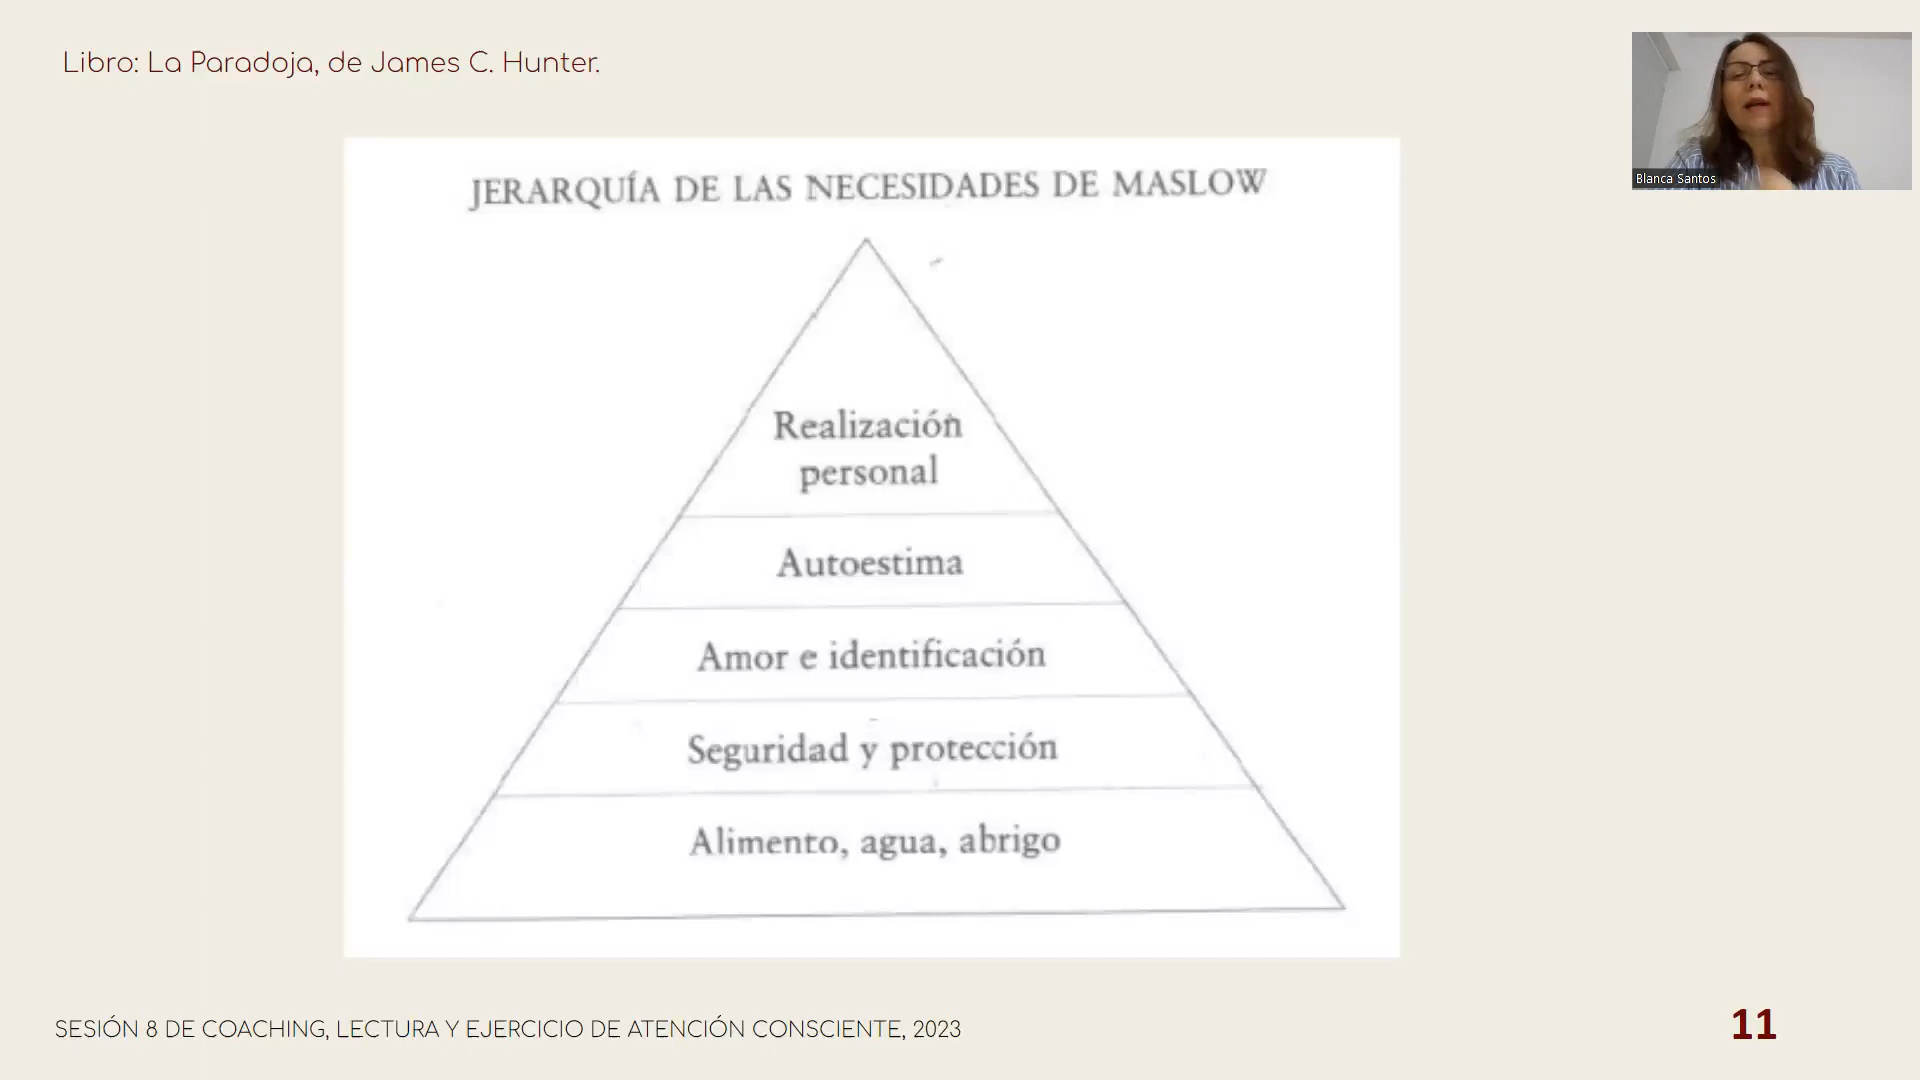 Libro: La Paradoja, de James C. Hunter.
Blanca Santos
JERARQUÍA DE LAS NECESIDADES DE MASLOW
Realización
personal
Autoestima
Amor e identificación
Seguridad y protección
Alimento, agua, abrigo
SESIÓN 8 DE COACHING, LECTURA Y EJERCICIO DE ATENCIÓN CONSCIENTE, 2023
11